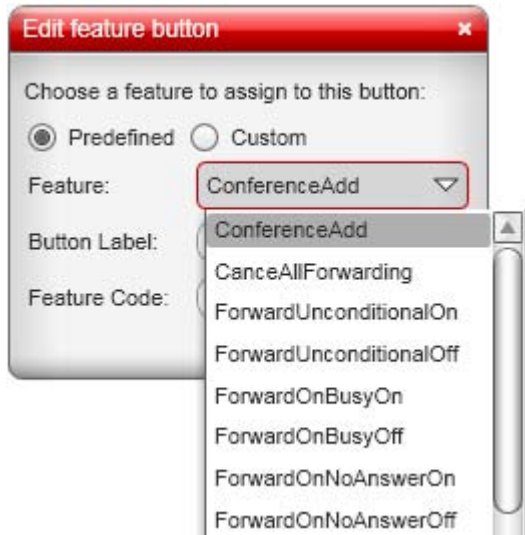 Edit feature button ×
Choose a feature to assign to this button:
Predefined Custom
Feature: ConferenceAdd
ConferenceAdd
Button Label:
CanceAllForwarding
Feature Code:
ForwardUnconditionalOn
ForwardUnconditionalOff
ForwardOnBusyOn
ForwardOnBusyOff
ForwardOnNoAnswerOn
ForwardOnNoAnswerOff